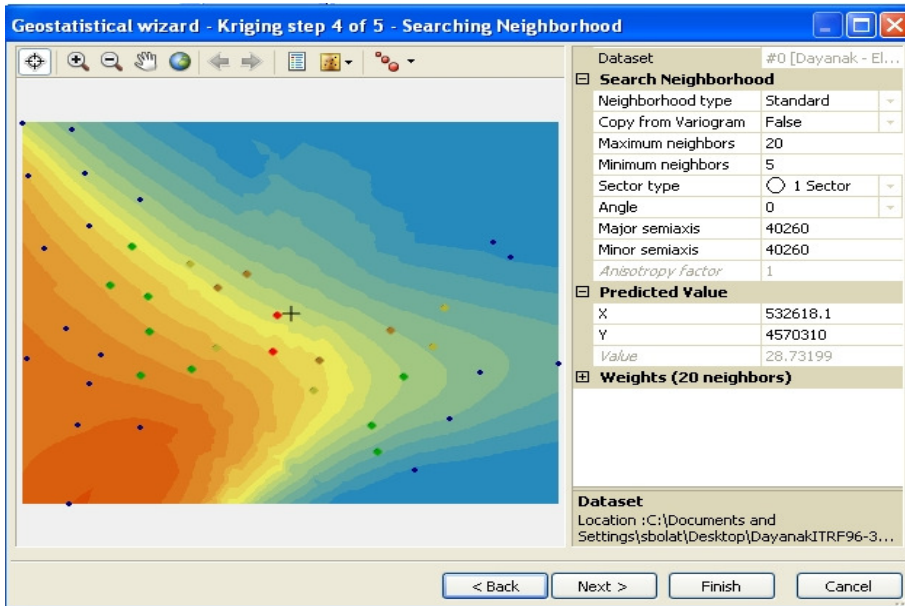 Geostatistical wizard - Kriging step 4 of 5 - Searching Neighborhood
Dataset #0 [Dayanak - El...
Search Neighborhood
Neighborhood type Standard
Copy from Variogram False
Maximum neighbors 20
Minimum neighbors 5
Sector type 1 Sector
Angle 0
Major semiaxis 40260
Minor semiaxis 40260
Anisotropy factor 1
Predicted Value
X 532618.1
Y 4570310
Value 28.73199
Weights (20 neighbors)
Dataset
Location :C:\Documents and
Settings\sbolat\Desktop\DayanakITRF96-3...
< Back Next > Finish Cancel